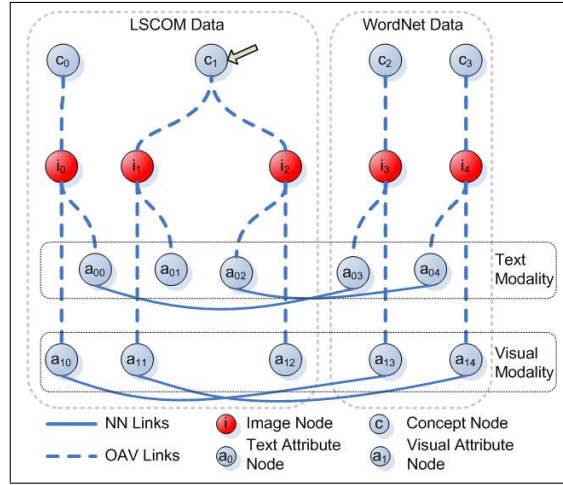 LSCOM Data WordNet Data
c0 c1 c2 c3
i0 i1 i2 i3 i4
a00 a01 a02 a03 a04
Text
Modality
a10 a11 a12 a13 a14
Visual
Modality
NN Links i Image Node c Concept Node
OAV Links a0 Text Attribute
Node a1 Visual Attribute
Node